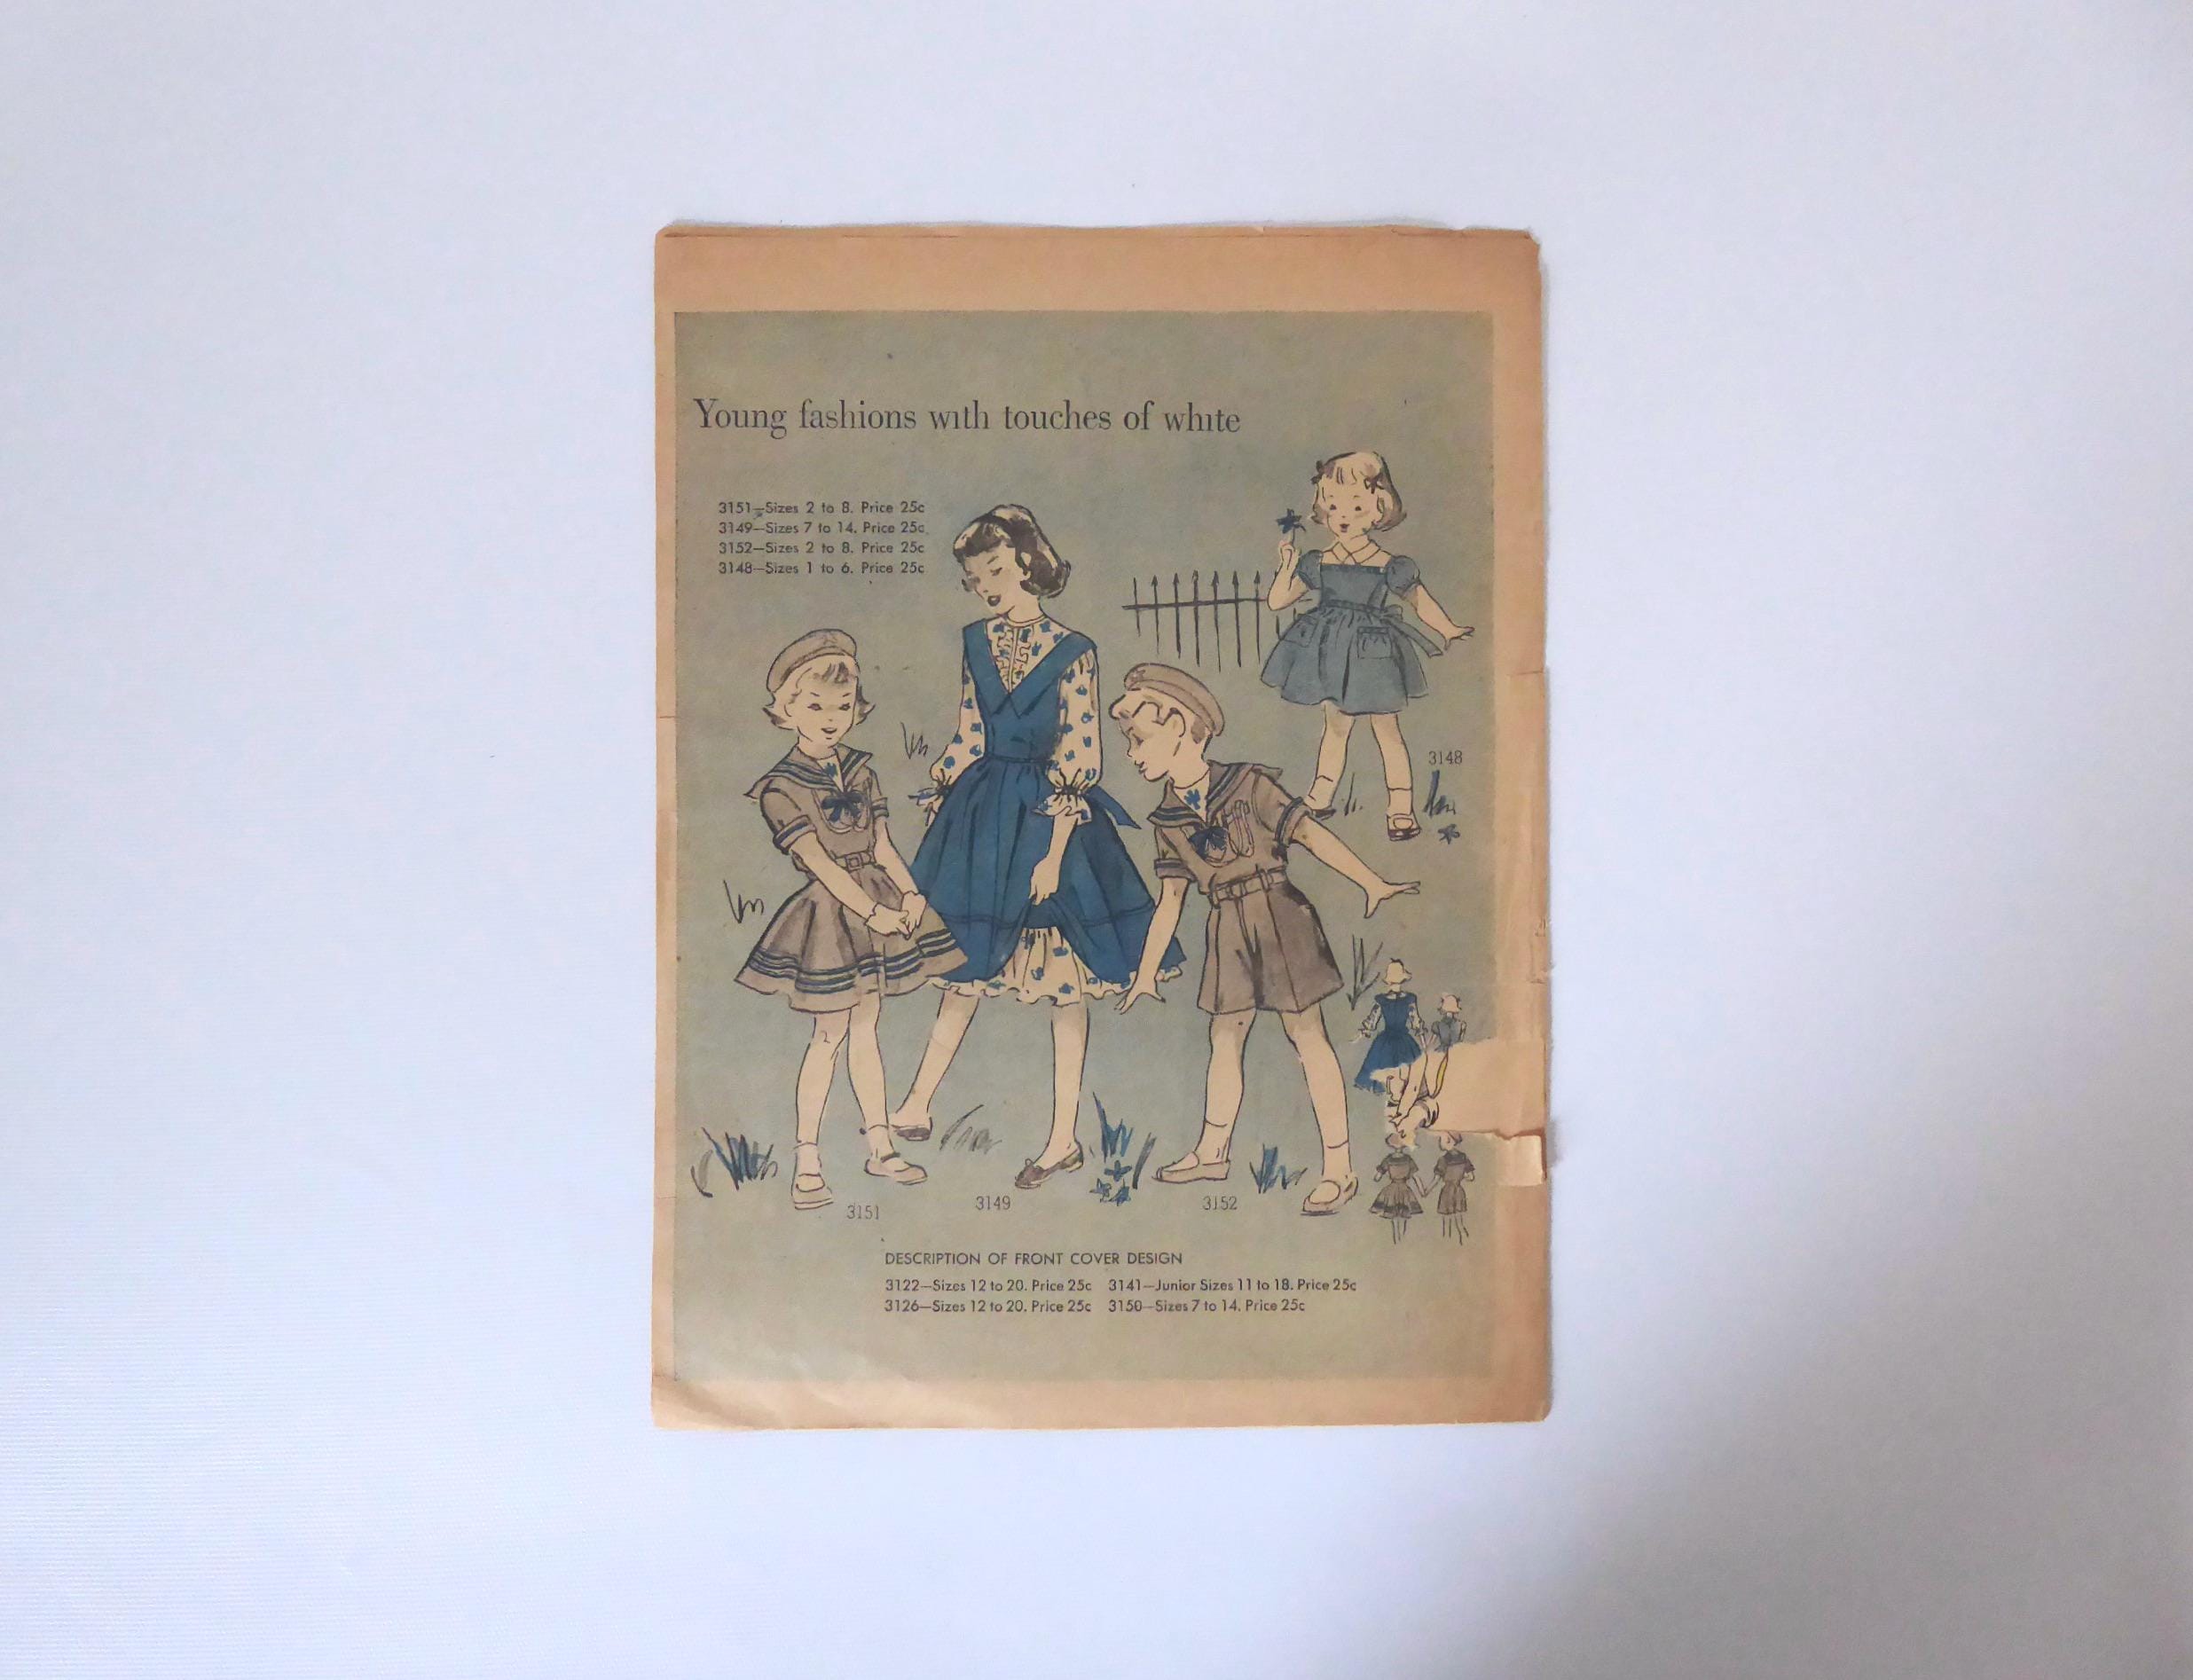 Young fashions with touches of white
3151—Sizes 2 to 8. Price 25c
3149—Sizes 7 to 14. Price 25c.
3152—Sizes 2 to 8. Price 25c
3148—Sizes 1 to 6. Price 25c
3148
3151
3149
3152
DESCRIPTION OF FRONT COVER DESIGN
3122—Sizes 12 to 20. Price 25c 3141—Junior Sizes 11 to 18. Price 25c
3126—Sizes 12 to 20. Price 25c 3150—Sizes 7 to 14. Price 25c